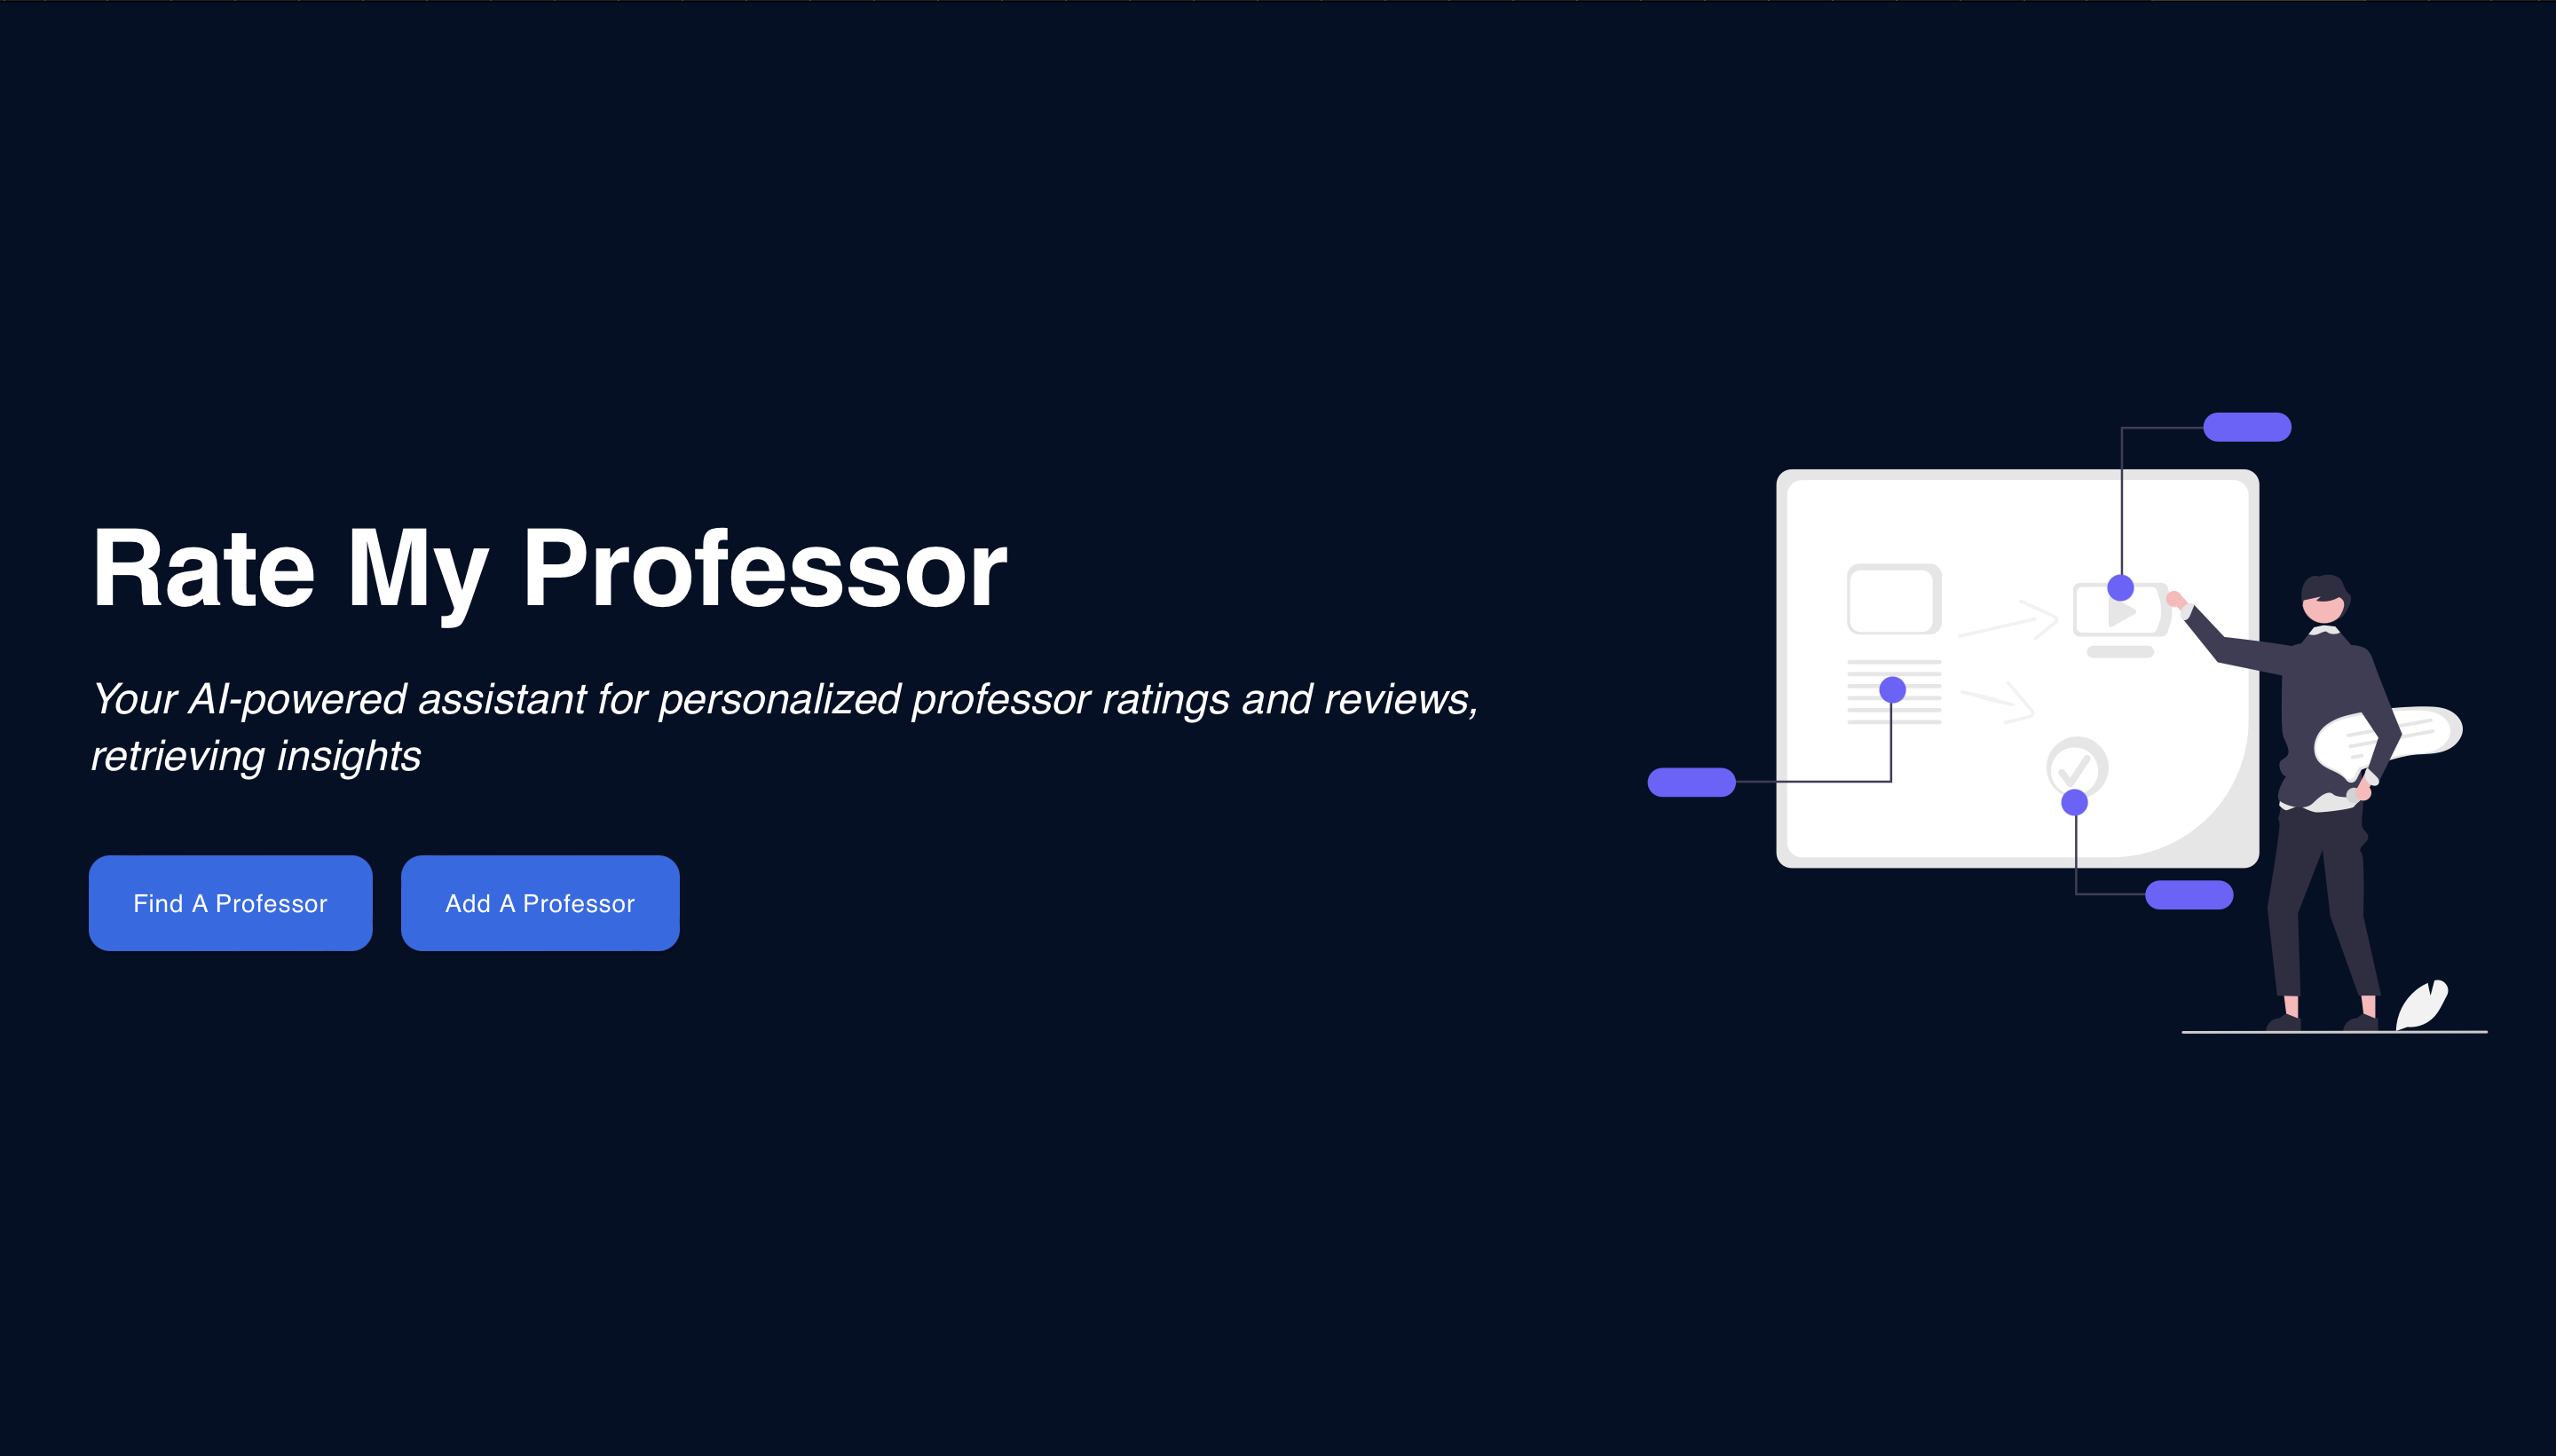 Rate My Professor
Your AI-powered assistant for personalized professor ratings and reviews,
retrieving insights
Find A Professor
Add A Professor